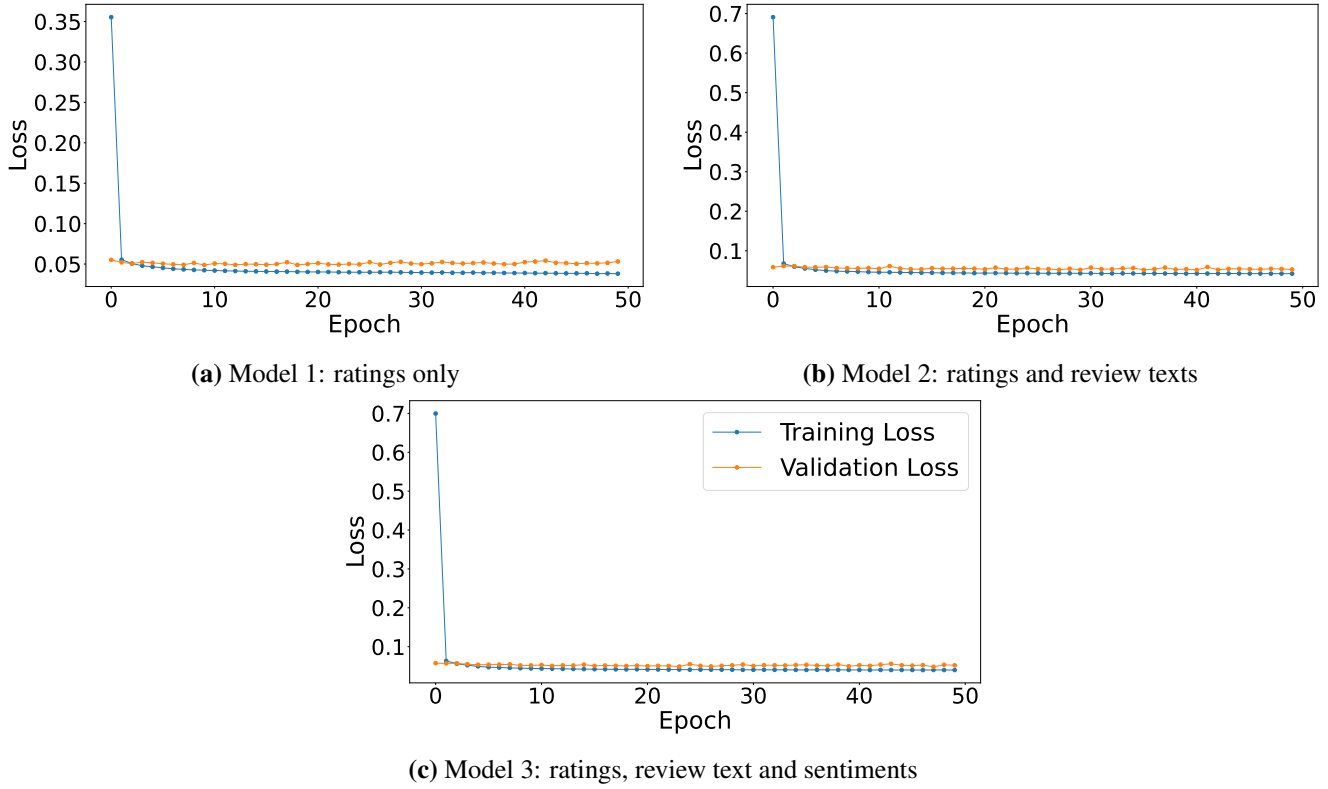 0.35
0.30
0.25
0.20
0.15
0.10
0.05
Loss
0 10 20 30 40 50
Epoch
(a) Model 1: ratings only
0.7
0.6
0.5
0.4
0.3
0.2
0.1
Loss
0 10 20 30 40 50
Epoch
(b) Model 2: ratings and review texts
0.7
0.6
0.5
0.4
0.3
0.2
0.1
Loss
Training Loss
Validation Loss
0 10 20 30 40 50
Epoch
(c) Model 3: ratings, review text and sentiments